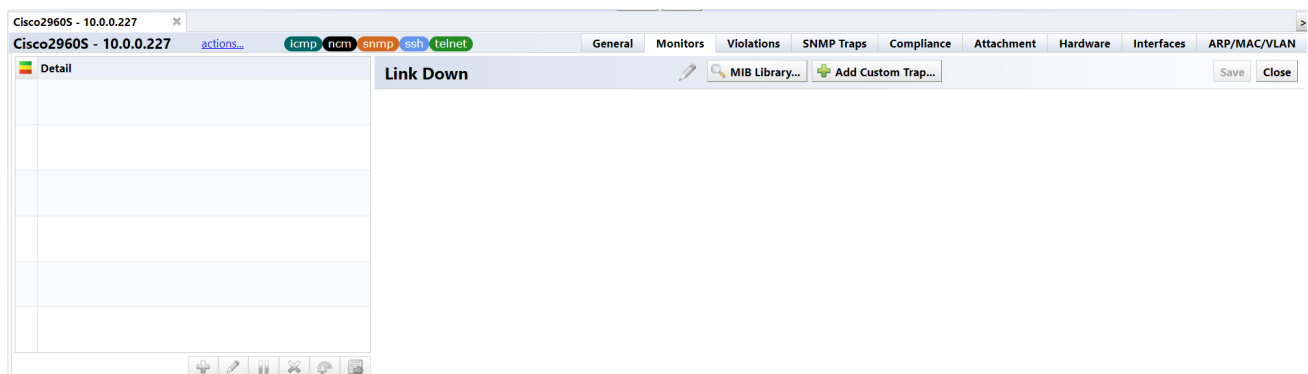 Cisco2960S - 10.0.0.227
Cisco2960S - 10.0.0.227 actions... icmp ncm snmp ssh telnet General Monitors Violations SNMP Traps Compliance Attachment Hardware Interfaces ARP/MAC/VLAN
Detail Link Down MIB Library... Add Custom Trap... Save Close